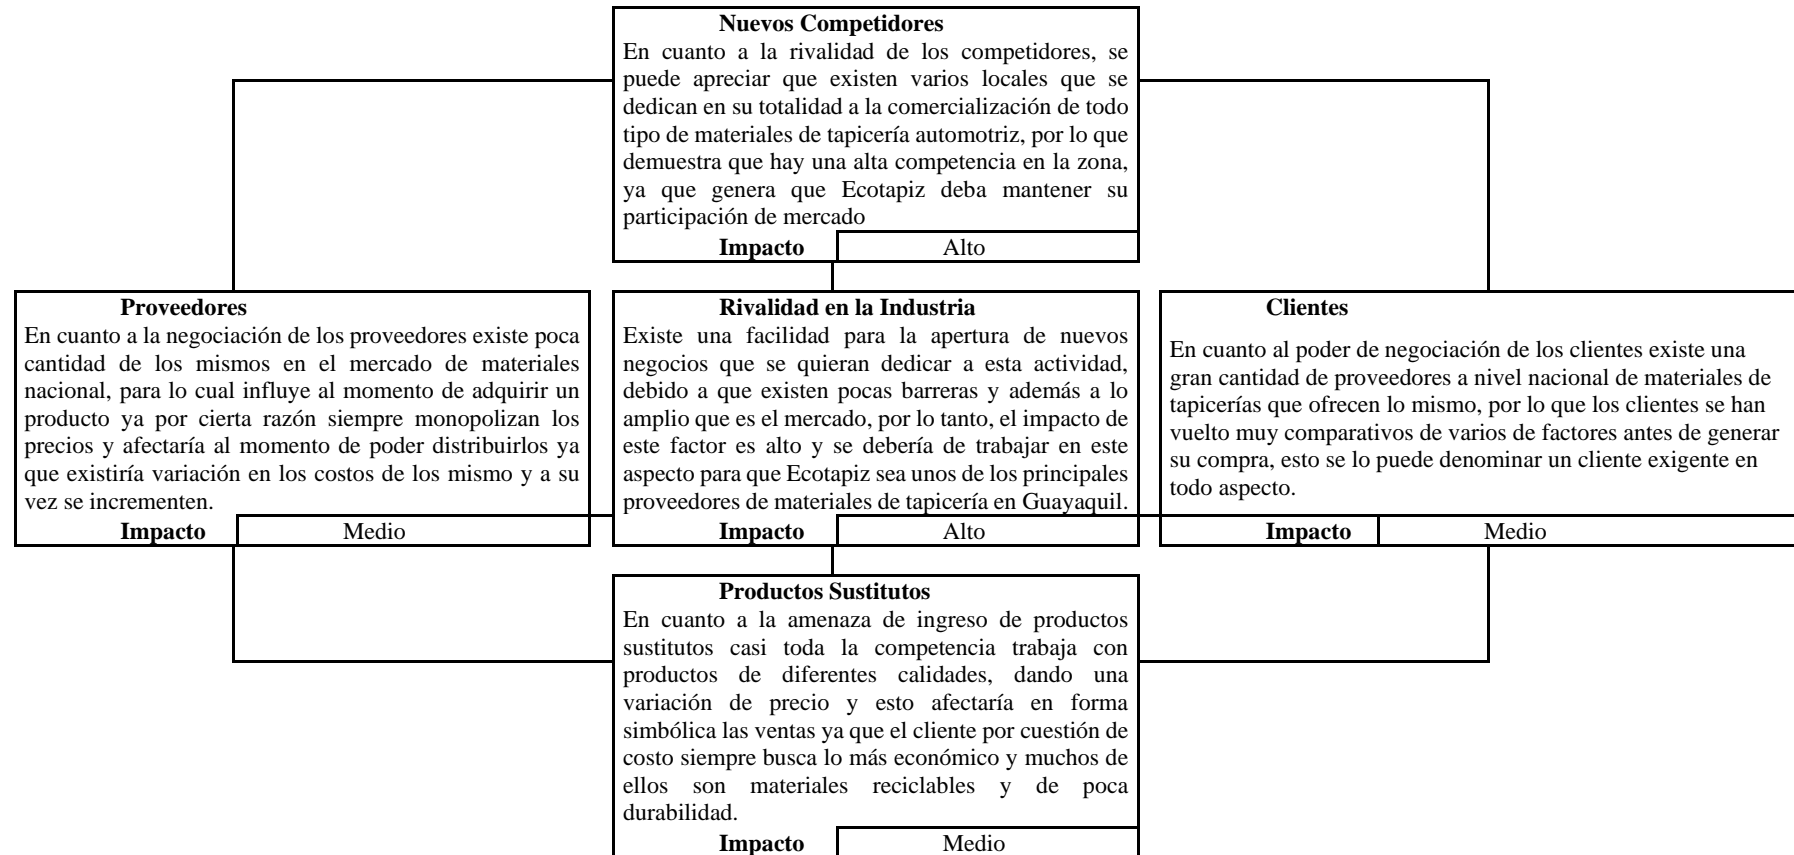 Nuevos Competidores
En cuanto a la rivalidad de los competidores, se
puede apreciar que existen varios locales que se
dedican en su totalidad a la comercialización de todo
tipo de materiales de tapicería automotriz, por lo que
demuestra que hay una alta competencia en la zona,
ya que genera que Ecotapiz deba mantener su
participación de mercado
Impacto Alto
Proveedores
En cuanto a la negociación de los proveedores existe poca
cantidad de los mismos en el mercado de materiales
nacional, para lo cual influye al momento de adquirir un
producto ya por cierta razón siempre monopolizan los
precios y afectaría al momento de poder distribuirlos ya
que existiría variación en los costos de los mismo y a su
vez se incrementen.
Impacto Medio
Rivalidad en la Industria
Existe una facilidad para la apertura de nuevos
negocios que se quieran dedicar a esta actividad,
debido a que existen pocas barreras y además a lo
amplio que es el mercado, por lo tanto, el impacto de
este factor es alto y se debería de trabajar en este
aspecto para que Ecotapiz sea unos de los principales
proveedores de materiales de tapicería en Guayaquil.
Impacto Alto
Clientes
En cuanto al poder de negociación de los clientes existe una
gran cantidad de proveedores a nivel nacional de materiales de
tapicerías que ofrecen lo mismo, por lo que los clientes se han
vuelto muy comparativos de varios de factores antes de generar
su compra, esto se lo puede denominar un cliente exigente en
todo aspecto.
Impacto Medio
Productos Sustitutos
En cuanto a la amenaza de ingreso de productos
sustitutos casi toda la competencia trabaja con
productos de diferentes calidades, dando una
variación de precio y esto afectaría en forma
simbólica las ventas ya que el cliente por cuestión de
costo siempre busca lo más económico y muchos de
ellos son materiales reciclables y de poca
durabilidad.
Impacto Medio